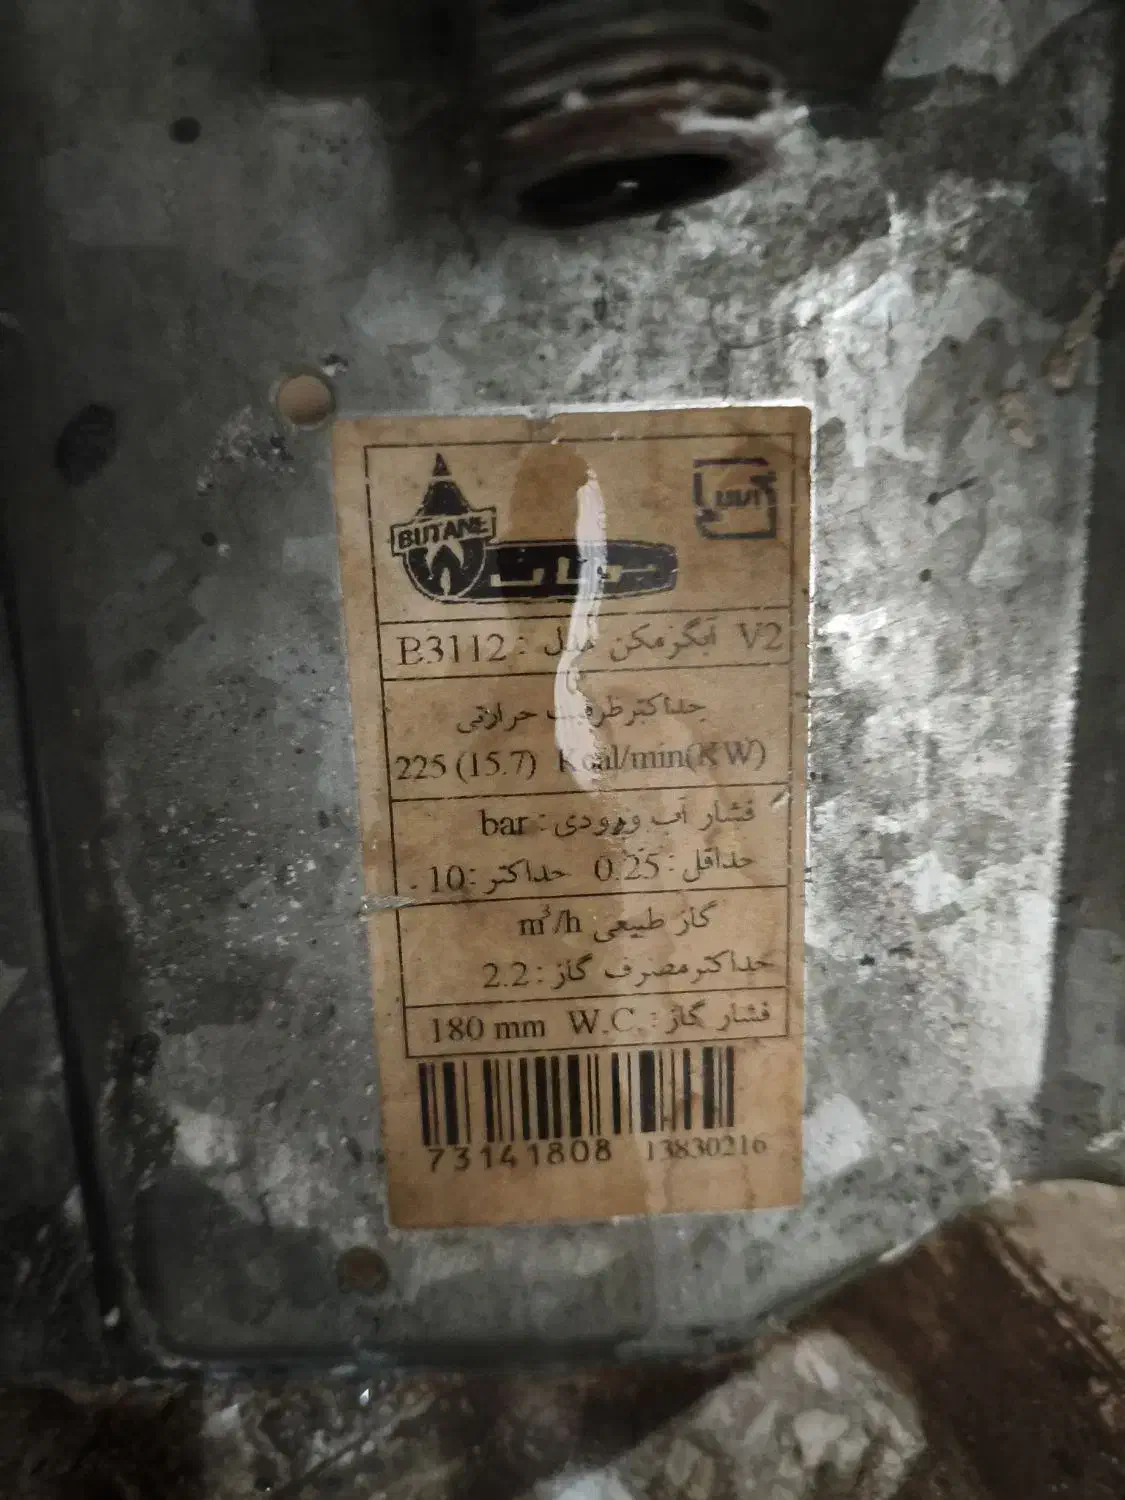 BUTANE
بوتان
آبگرمکن مدل : B3112 V2
حداکثر ظرفیت حرارتی
225 (15.7) Kcal/min(KW)
فشار آب ورودی : bar
حداقل : 0.25 حداکثر : 10
گاز طبیعی m³/h
حداکثر مصرف گاز : 2.2
فشار گاز : 180 mm W.C.
73141808 13830216